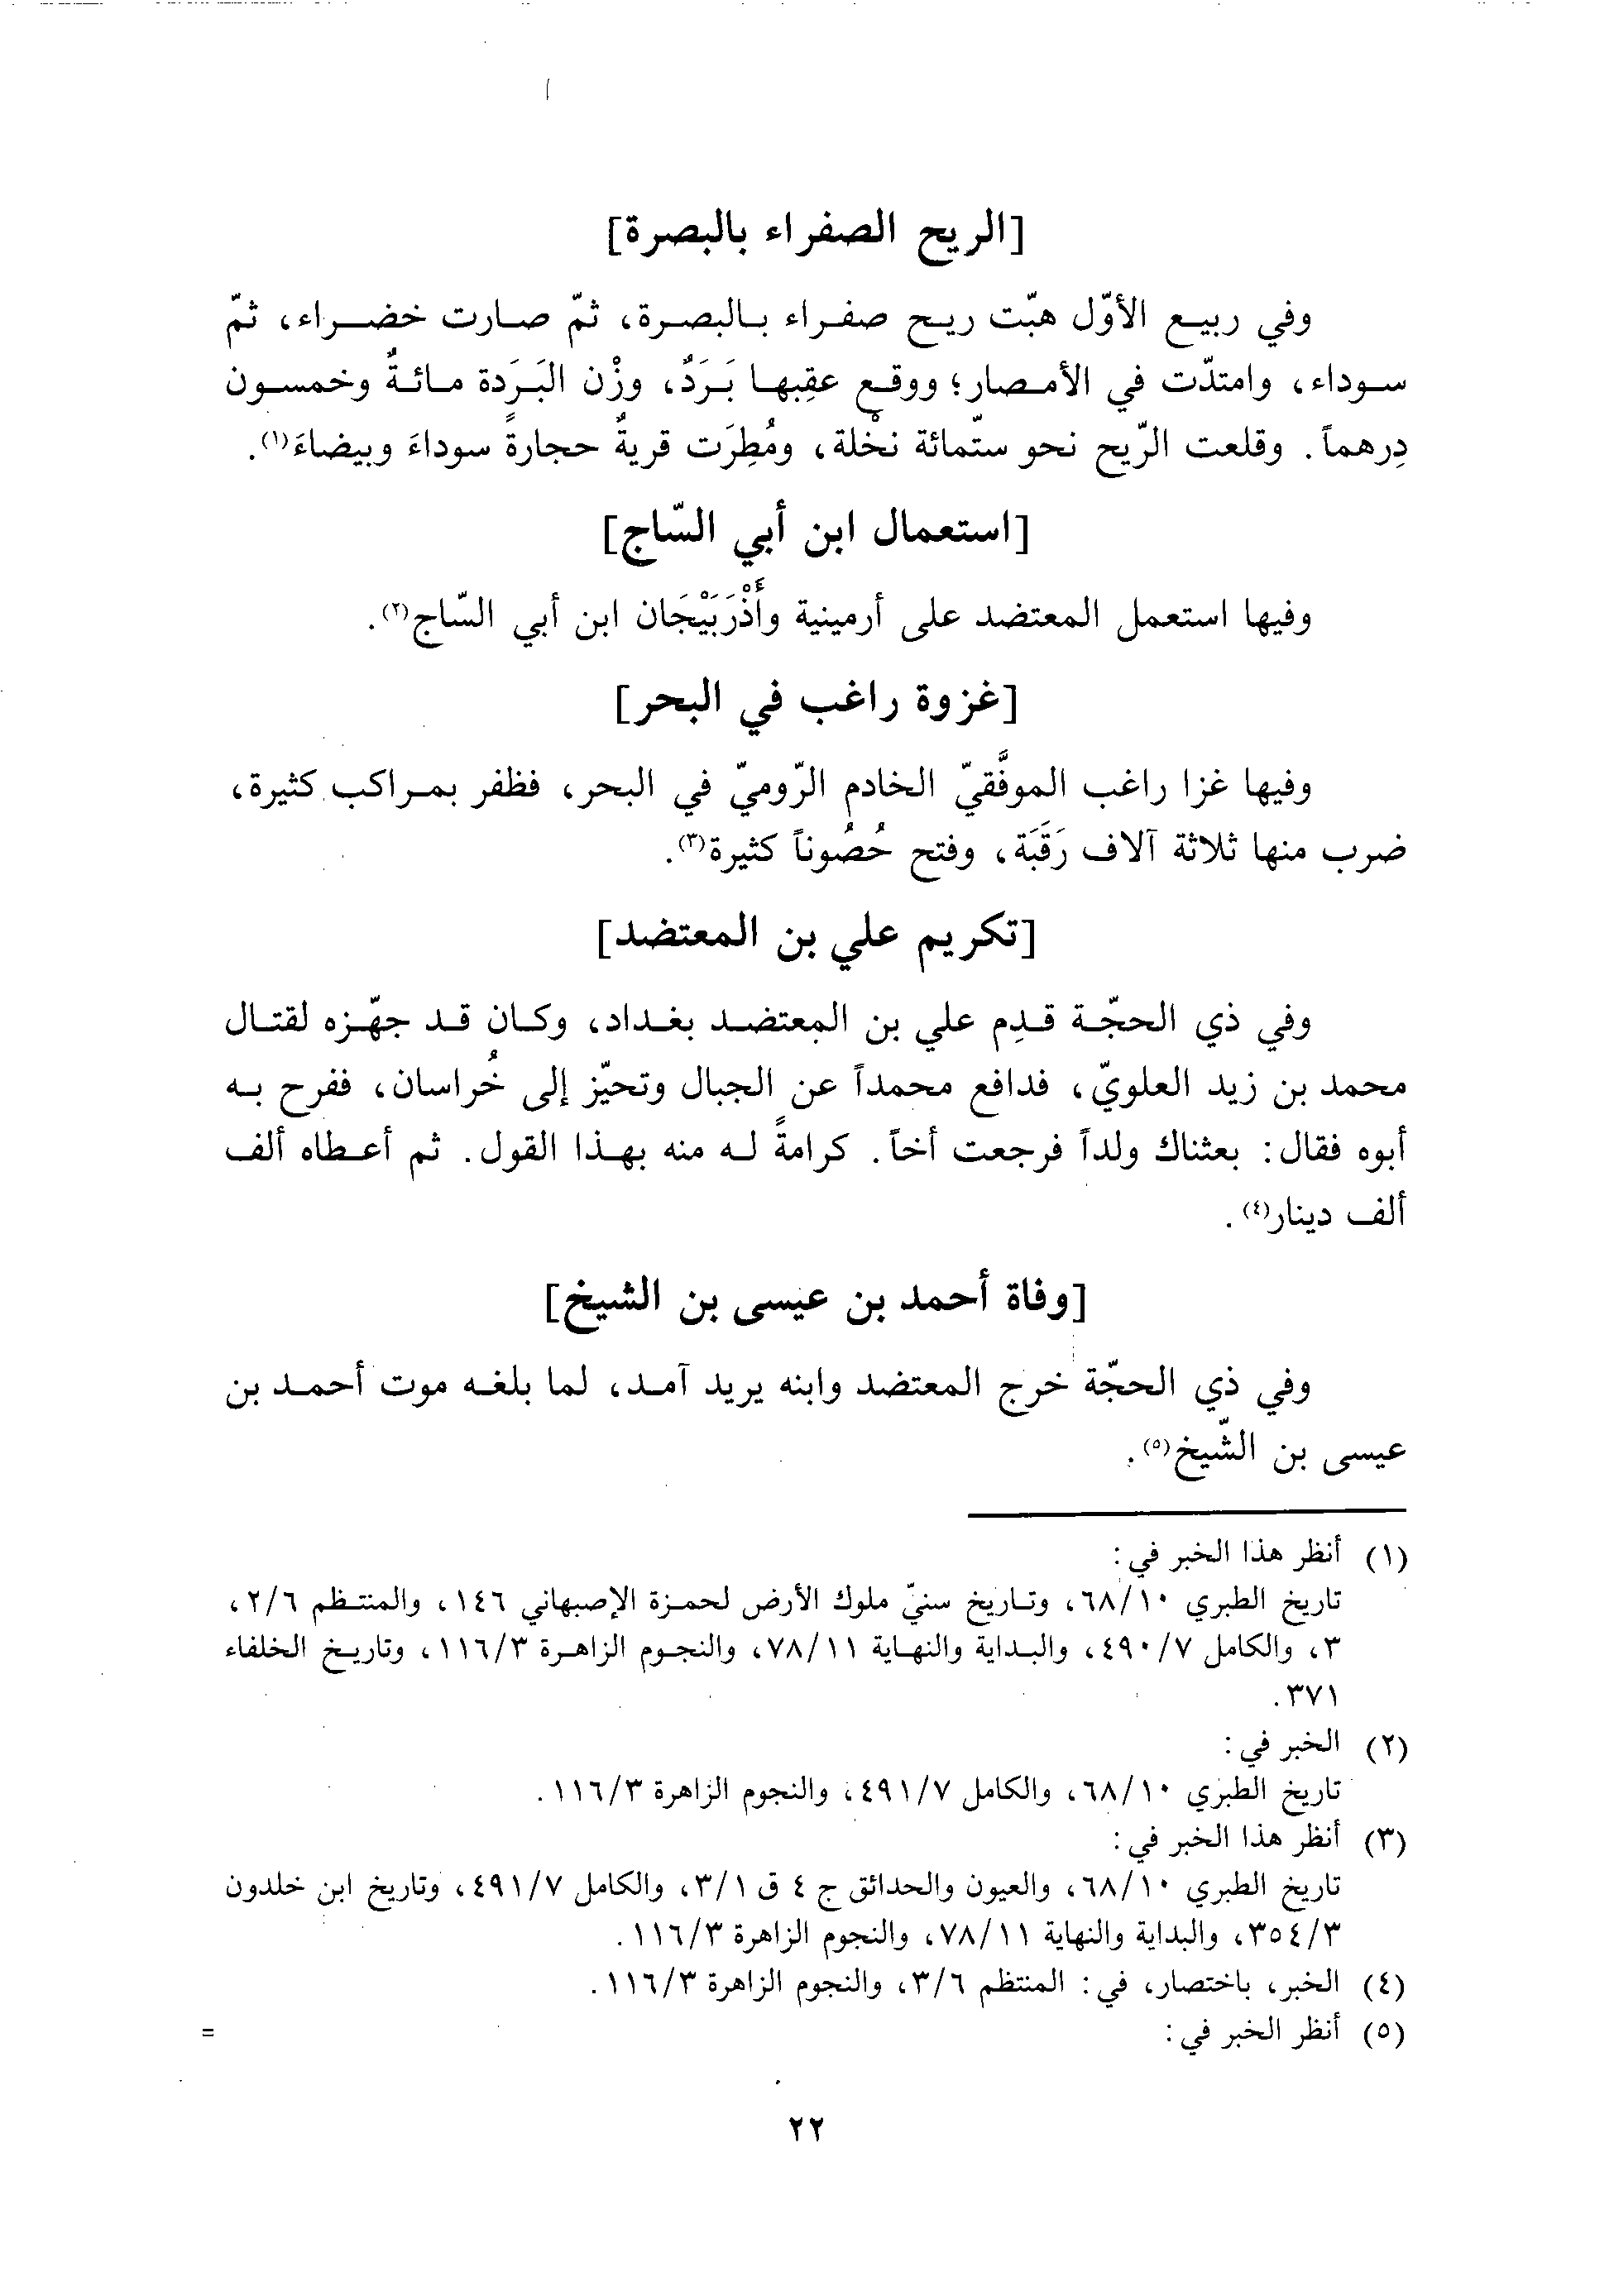 [الريح الصفراء بالبصرة]
وفي ربيع الأوّل هبّت ريح صفراء بالبصرة، ثمّ صارت خضراء، ثمّ
سوداء، وامتدّت في الأمصار؛ ووقع عقِبها بَرَدٌ، وزْن البَرَدة مائةٌ وخمسون
دِرهماً. وقلعت الرّيح نحو ستّمائة نخْلة، ومُطِرَت قريةٌ حجارةً سوداءَ وبيضاءَ(١).
[استعمال ابن أبي السّاج]
وفيها استعمل المعتضد على أرمينية وأَذْرَبَيْجَان ابن أبي السّاج(٢).
[غزوة راغب في البحر]
وفيها غزا راغب الموفَّقيّ الخادم الرّوميّ في البحر، فظفر بمراكب كثيرة،
ضرب منها ثلاثة آلاف رَقَبَة، وفتح حُصُوناً كثيرة(٣).
[تكريم علي بن المعتضد]
وفي ذي الحجّة قدِم علي بن المعتضد بغداد، وكان قد جهّزه لقتال
محمد بن زيد العلويّ، فدافع محمداً عن الجبال وتحيّز إلى خُراسان، ففرح به
أبوه فقال: بعثناك ولداً فرجعت أخاً. كرامةً له منه بهذا القول. ثم أعطاه ألف
ألف دينار(٤).
[وفاة أحمد بن عيسى بن الشيخ]
وفي ذي الحجّة خرج المعتضد وابنه يريد آمد، لما بلغه موت أحمد بن
عيسى بن الشّيخ(٥).
(١) أنظر هذا الخبر في:
تاريخ الطبري ٦٨/١٠، وتاريخ سنيّ ملوك الأرض لحمزة الإصبهاني ١٤٦، والمنتظم ٢/٦،
٣، والكامل ٤٩٠/٧، والبداية والنهاية ٧٨/١١، والنجوم الزاهرة ١١٦/٣، وتاريخ الخلفاء
٣٧١.
(٢) الخبر في:
تاريخ الطبري ٦٨/١٠، والكامل ٤٩١/٧، والنجوم الزاهرة ١١٦/٣.
(٣) أنظر هذا الخبر في:
تاريخ الطبري ٦٨/١٠، والعيون والحدائق ج ٤ ق ٣/١، والكامل ٤٩١/٧، وتاريخ ابن خلدون
٣٥٤/٣، والبداية والنهاية ٧٨/١١، والنجوم الزاهرة ١١٦/٣.
(٤) الخبر، باختصار، في: المنتظم ٣/٦، والنجوم الزاهرة ١١٦/٣.
(٥) أنظر الخبر في: =
٢٢